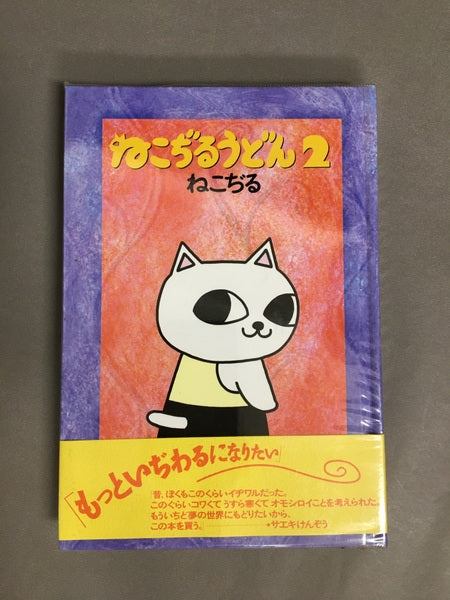 ねこぢるうどん2
ねこぢる
「もっといぢわるになりたい」
「昔、ぼくもこのくらいイヂワルだった。
このくらいコワくてうすら寒くてオモシロイことを考えられた。
もういちど夢の世界にもどりたいから、
この本を買う。」
サエキけんぞう